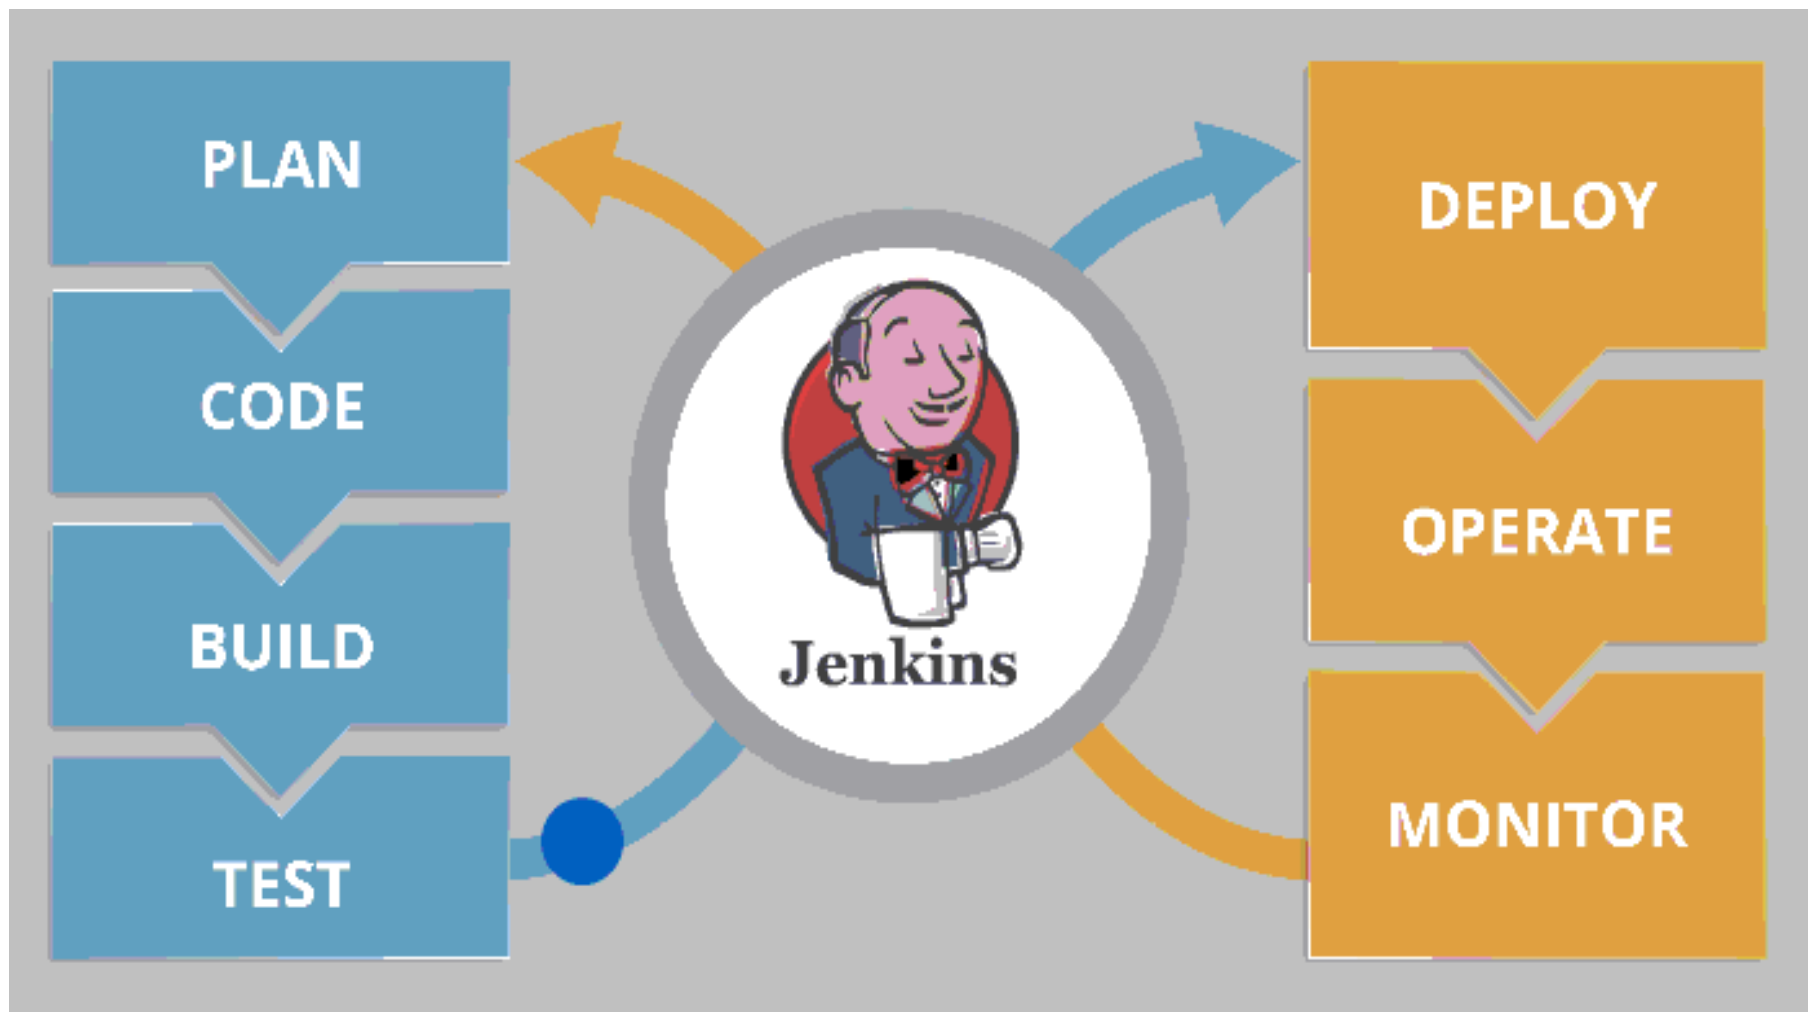 PLAN
CODE
BUILD
TEST
Jenkins
DEPLOY
OPERATE
MONITOR